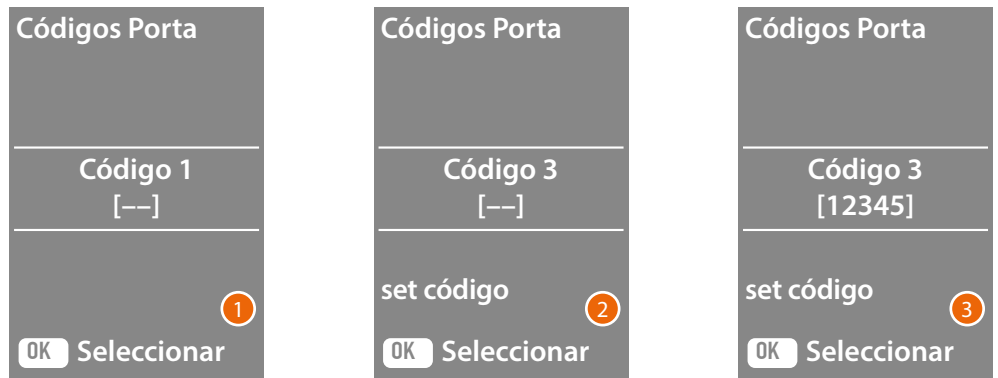 Códigos Porta
Código 1
[––]
1
OK Seleccionar
Códigos Porta
Código 3
[––]
set código
2
OK Seleccionar
Códigos Porta
Código 3
[12345]
set código
3
OK Seleccionar